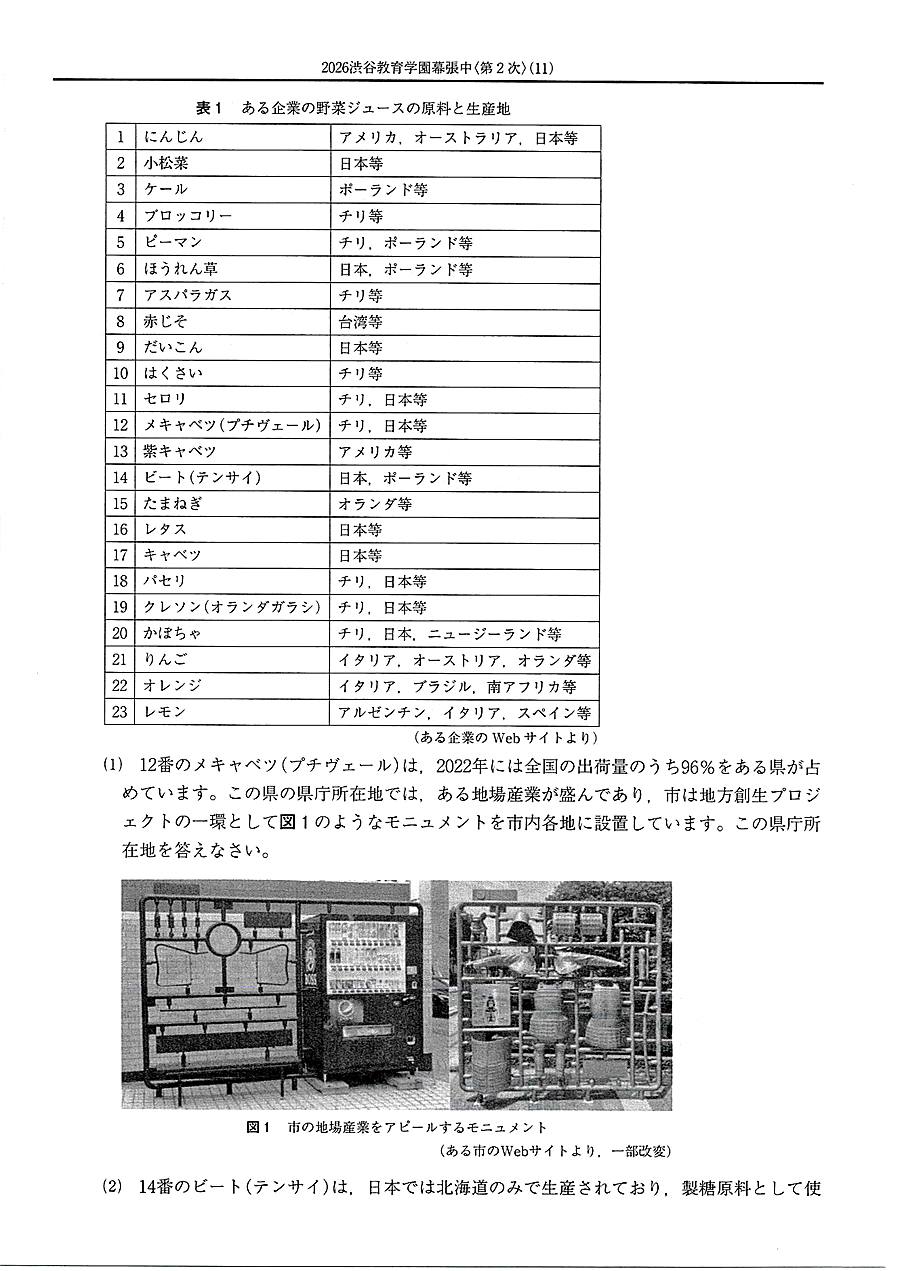 2026渋谷教育学園幕張中〈第2次〉(11)
表1 ある企業の野菜ジュースの原料と生産地
1 にんじん アメリカ，オーストラリア，日本等
2 小松菜 日本等
3 ケール ポーランド等
4 ブロッコリー チリ等
5 ピーマン チリ，ポーランド等
6 ほうれん草 日本，ポーランド等
7 アスパラガス チリ等
8 赤じそ 台湾等
9 だいこん 日本等
10 はくさい チリ等
11 セロリ チリ，日本等
12 メキャベツ(プチヴェール) チリ，日本等
13 紫キャベツ アメリカ等
14 ビート(テンサイ) 日本，ポーランド等
15 たまねぎ オランダ等
16 レタス 日本等
17 キャベツ 日本等
18 パセリ チリ，日本等
19 クレソン(オランダガラシ) チリ，日本等
20 かぼちゃ チリ，日本，ニュージーランド等
21 りんご イタリア，オーストリア，オランダ等
22 オレンジ イタリア，ブラジル，南アフリカ等
23 レモン アルゼンチン，イタリア，スペイン等
(ある企業のWebサイトより)
(1) 12番のメキャベツ(プチヴェール)は，2022年には全国の出荷量のうち96％をある県が占
めています。この県の県庁所在地では，ある地場産業が盛んであり，市は地方創生プロジ
ェクトの一環として図1のようなモニュメントを市内各地に設置しています。この県庁所
在地を答えなさい。
BOSS
図1 市の地場産業をアピールするモニュメント
(ある市のWebサイトより，一部改変)
(2) 14番のビート(テンサイ)は，日本では北海道のみで生産されており，製糖原料として使